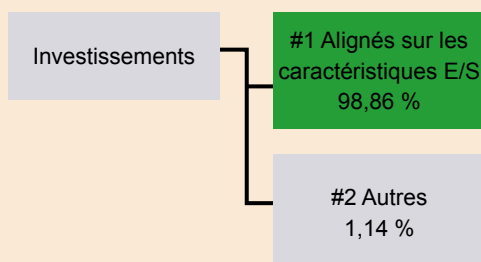 Investissements
#1 Alignés sur les
caractéristiques E/S
98,86 %
#2 Autres
1,14 %